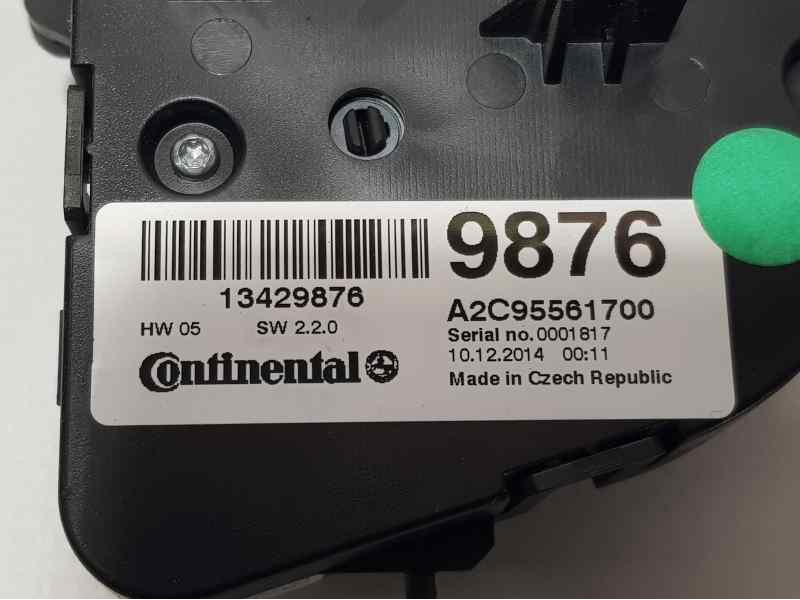 13429876
HW 05 SW 2.2.0
Continental
9876
A2C95561700
Serial no.0001817
10.12.2014 00:11
Made in Czech Republic